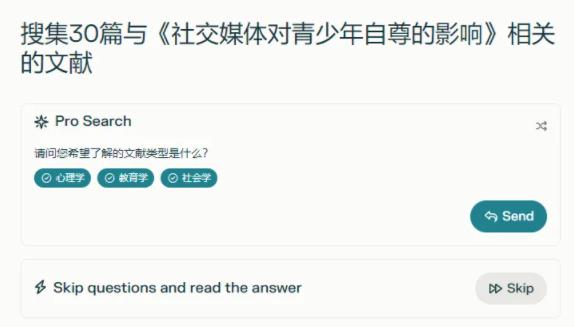 搜集30篇与《社交媒体对青少年自尊的影响》相关
的文献
Pro Search
请问您希望了解的文献类型是什么?
心理学 教育学 社会学
Send
Skip questions and read the answer
Skip